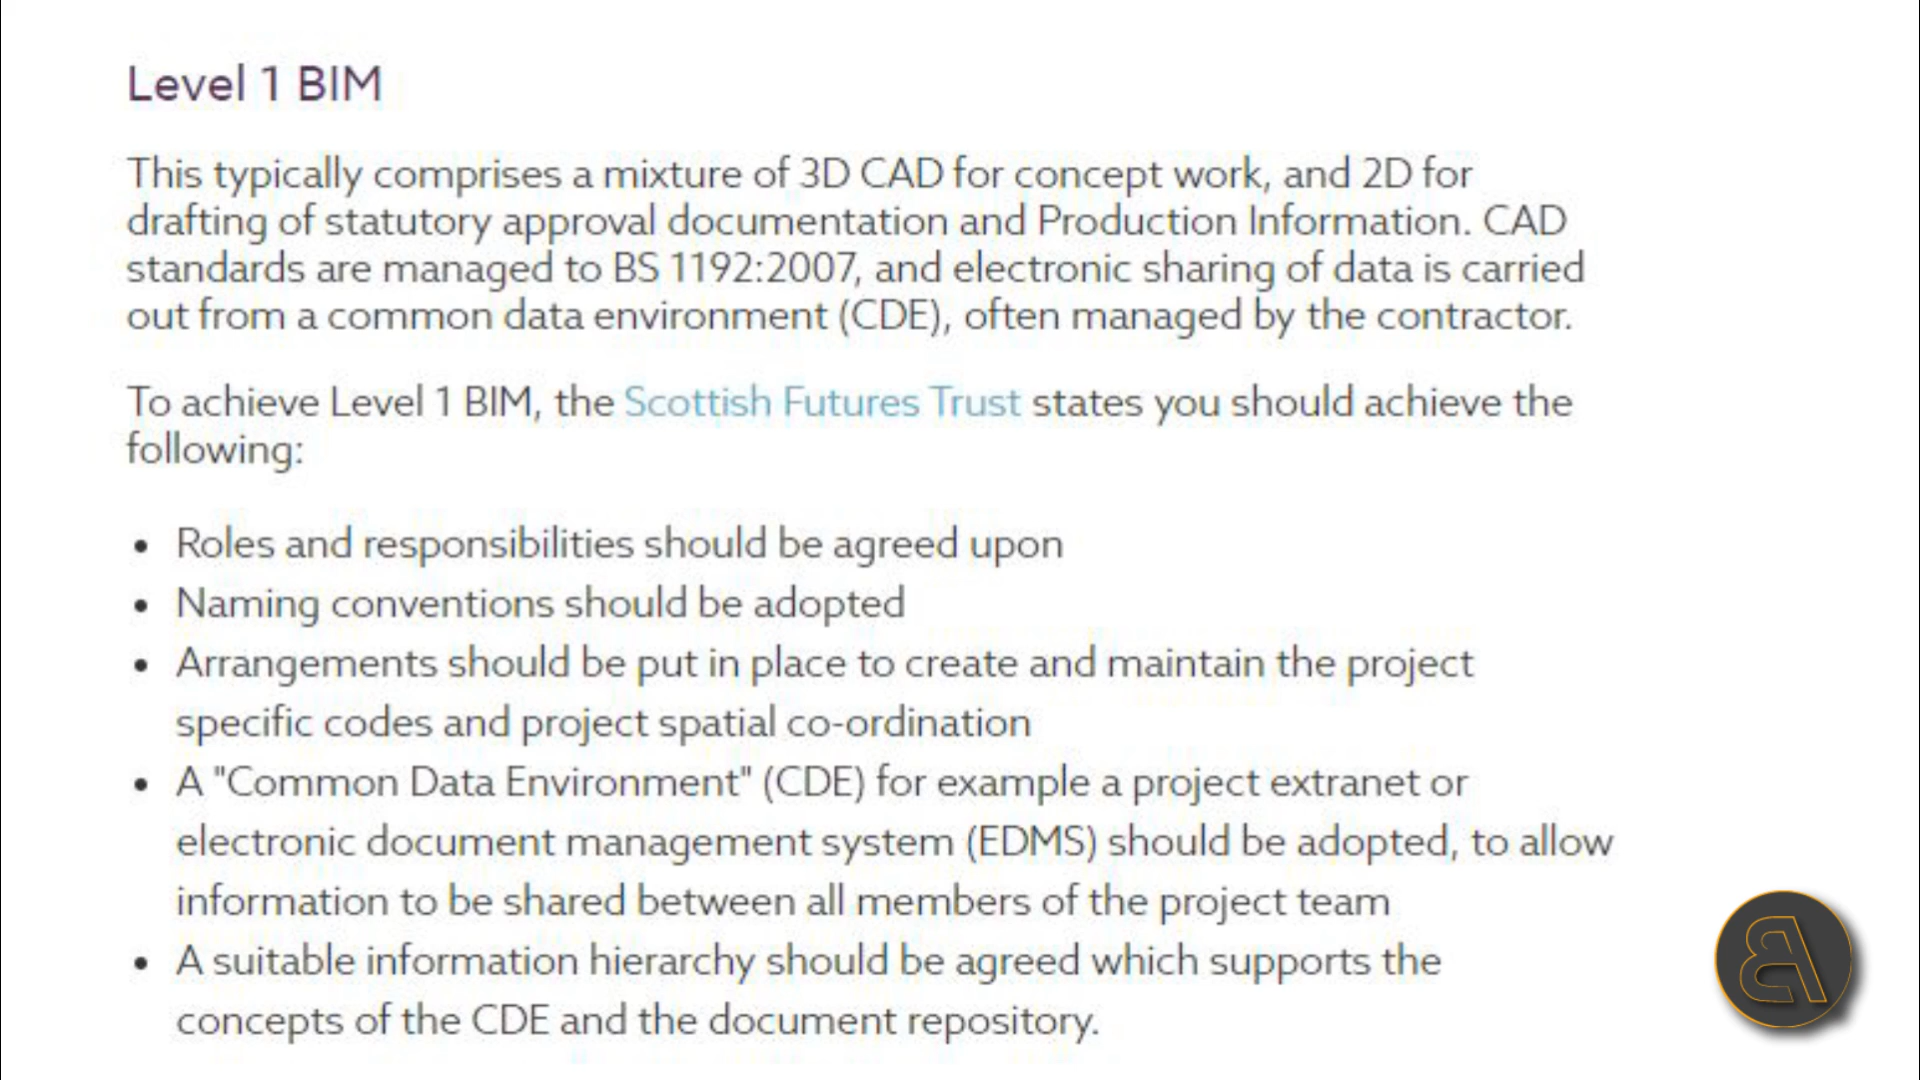 Level 1 BIM
This typically comprises a mixture of 3D CAD for concept work, and 2D for
drafting of statutory approval documentation and Production Information. CAD
standards are managed to BS 1192:2007, and electronic sharing of data is carried
out from a common data environment (CDE), often managed by the contractor.
To achieve Level 1 BIM, the Scottish Futures Trust states you should achieve the
following:
• Roles and responsibilities should be agreed upon
• Naming conventions should be adopted
• Arrangements should be put in place to create and maintain the project
specific codes and project spatial co-ordination
• A "Common Data Environment" (CDE) for example a project extranet or
electronic document management system (EDMS) should be adopted, to allow
information to be shared between all members of the project team
• A suitable information hierarchy should be agreed which supports the
concepts of the CDE and the document repository.